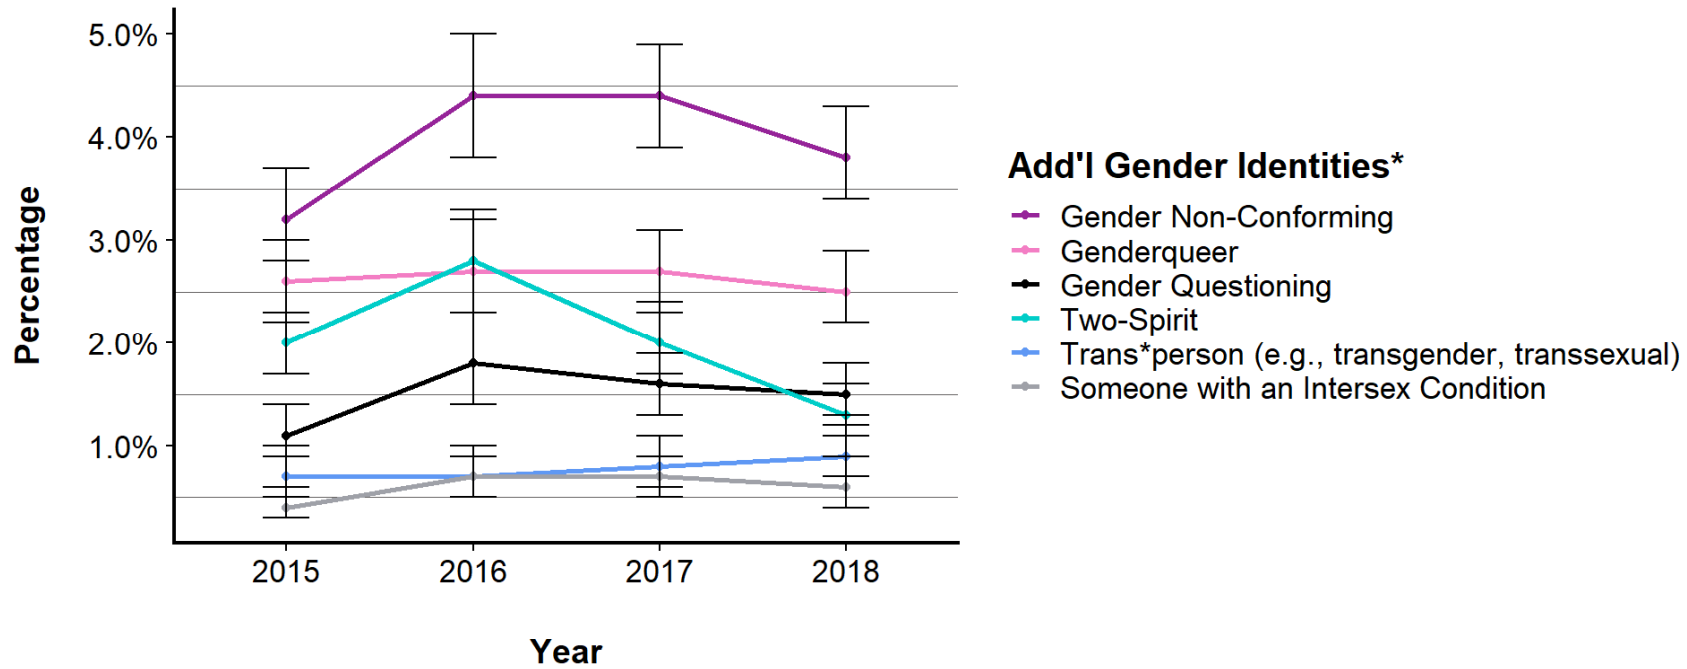 5.0%
4.0%
3.0%
2.0%
1.0%
Percentage
2015 2016 2017 2018
Year
Add'l Gender Identities*
Gender Non-Conforming
Genderqueer
Gender Questioning
Two-Spirit
Trans*person (e.g., transgender, transsexual)
Someone with an Intersex Condition